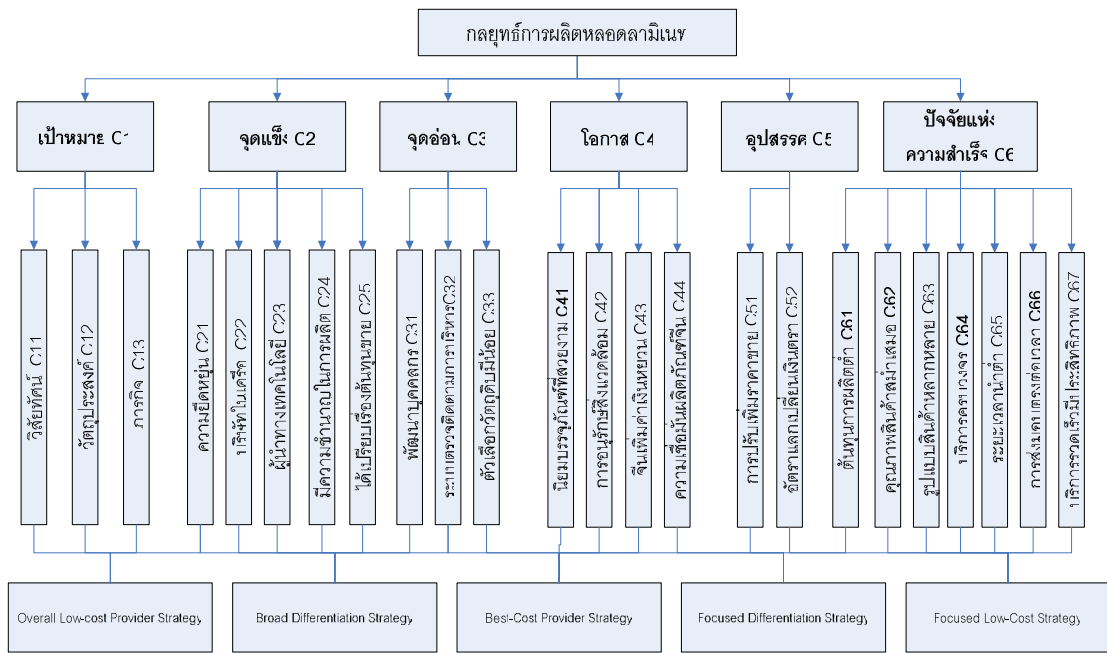 กลยุทธ์การผลิตหลอดลามิเนท
เป้าหมาย C1
จุดแข็ง C2
จุดอ่อน C3
โอกาส C4
อุปสรรค C5
ปัจจัยแห่ง
ความสำเร็จ C6
วิสัยทัศน์ C11
วัตถุประสงค์ C12
ภารกิจ C13
ความยืดหยุ่น C21
บริษัทในเครือ C22
ผู้นำทางเทคโนโลยี C23
มีความชำนาญในการผลิต C24
ได้เปรียบเรื่องต้นทุนขาย C25
พัฒนาบุคคลกร C31
ระบบตรวจติดตามการบริหารC32
ตัวเลือกวัตถุดิบมีน้อย C33
นิยมบรรจุภัณฑ์ที่สวยงาม C41
การอนุรักษ์สิ่งแวดล้อม C42
จีนเพิ่มค่าเงินหยวน C43
ความเชื่อมั่นผลิตภัณฑ์จีน C44
การปรับเพิ่มราคาขาย C51
อัตราแลกเปลี่ยนเงินตรา C52
ต้นทุนการผลิตต่ำ C61
คุณภาพสินค้าสม่ำเสมอ C62
รูปแบบสินค้าหลากหลาย C63
บริการครบวงจร C64
ระยะเวลานำต่ำ C65
การส่งมอบตรงต่อเวลา C66
บริการรวดเร็วมีประสิทธิภาพ C67
Overall Low-cost Provider Strategy
Broad Differentiation Strategy
Best-Cost Provider Strategy
Focused Differentiation Strategy
Focused Low-Cost Strategy